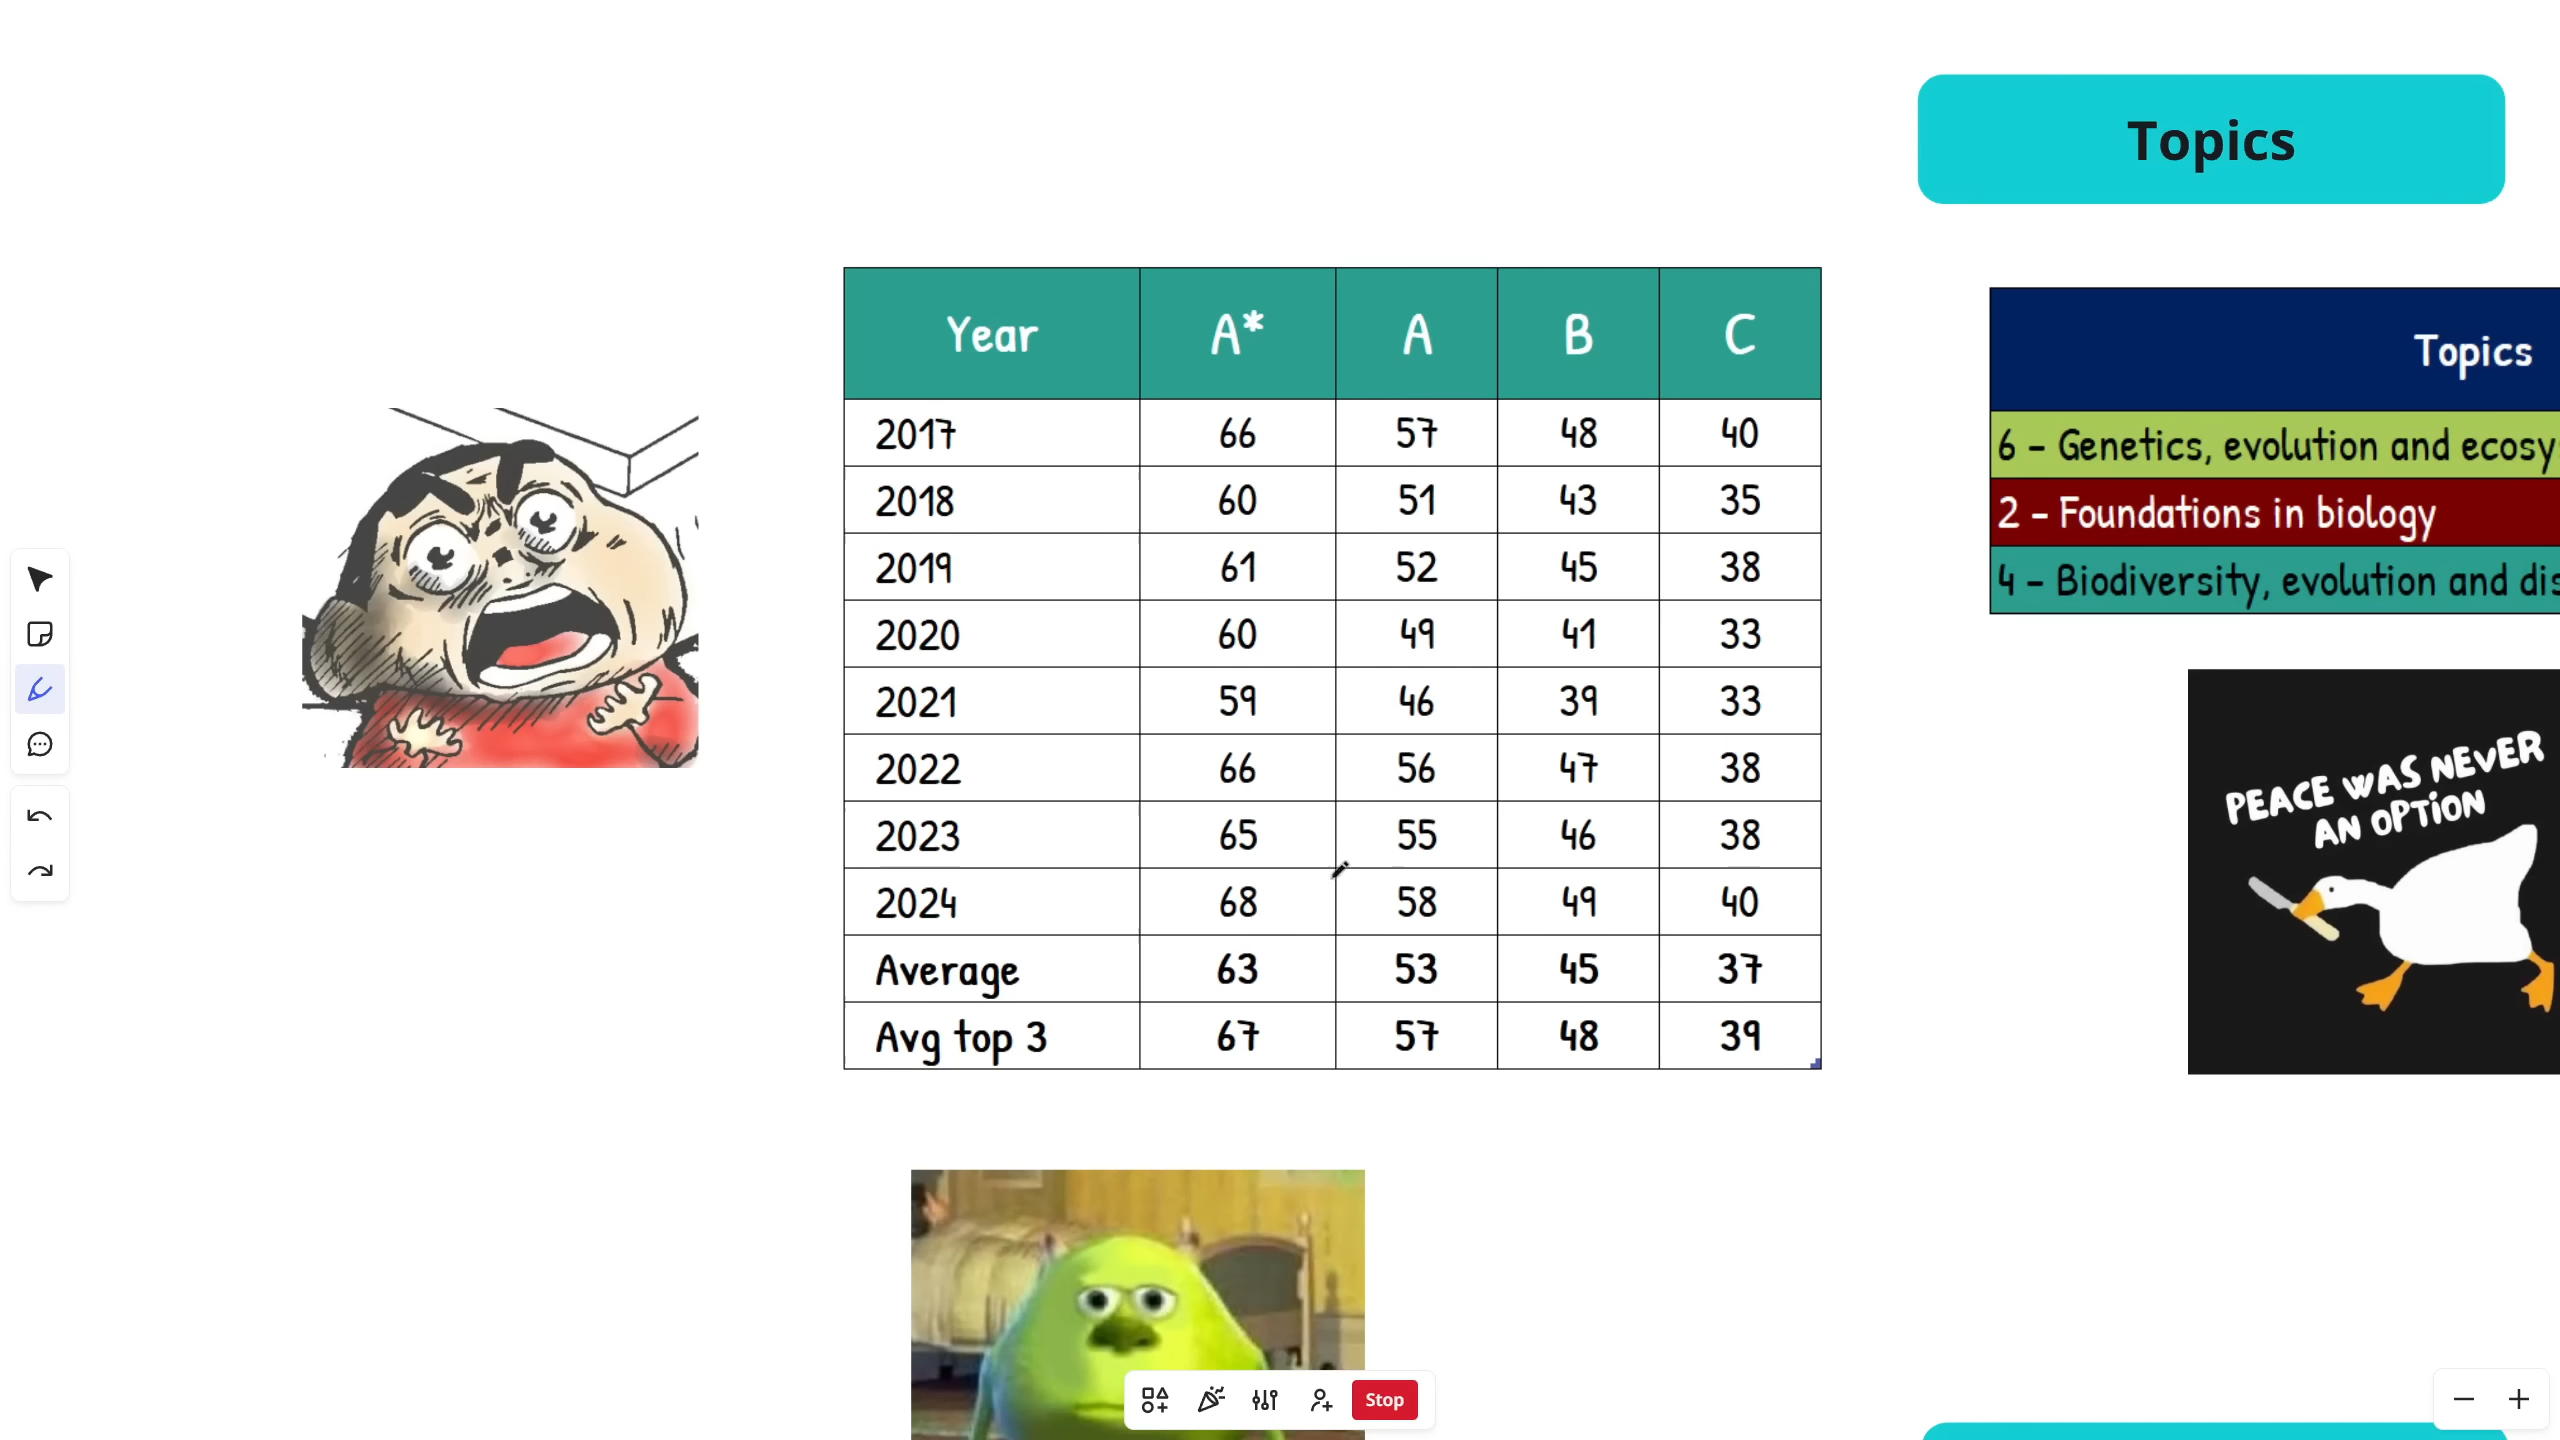 Topics
Year A* A B C
2017 66 57 48 40
2018 60 51 43 35
2019 61 52 45 38
2020 60 49 41 33
2021 59 46 39 33
2022 66 56 47 38
2023 65 55 46 38
2024 68 58 49 40
Average 63 53 45 37
Avg top 3 67 57 48 39
Topics
6 – Genetics, evolution and ecosy
2 – Foundations in biology
4 – Biodiversity, evolution and dis
PEACE WAS NEVER
AN OPTION
Stop